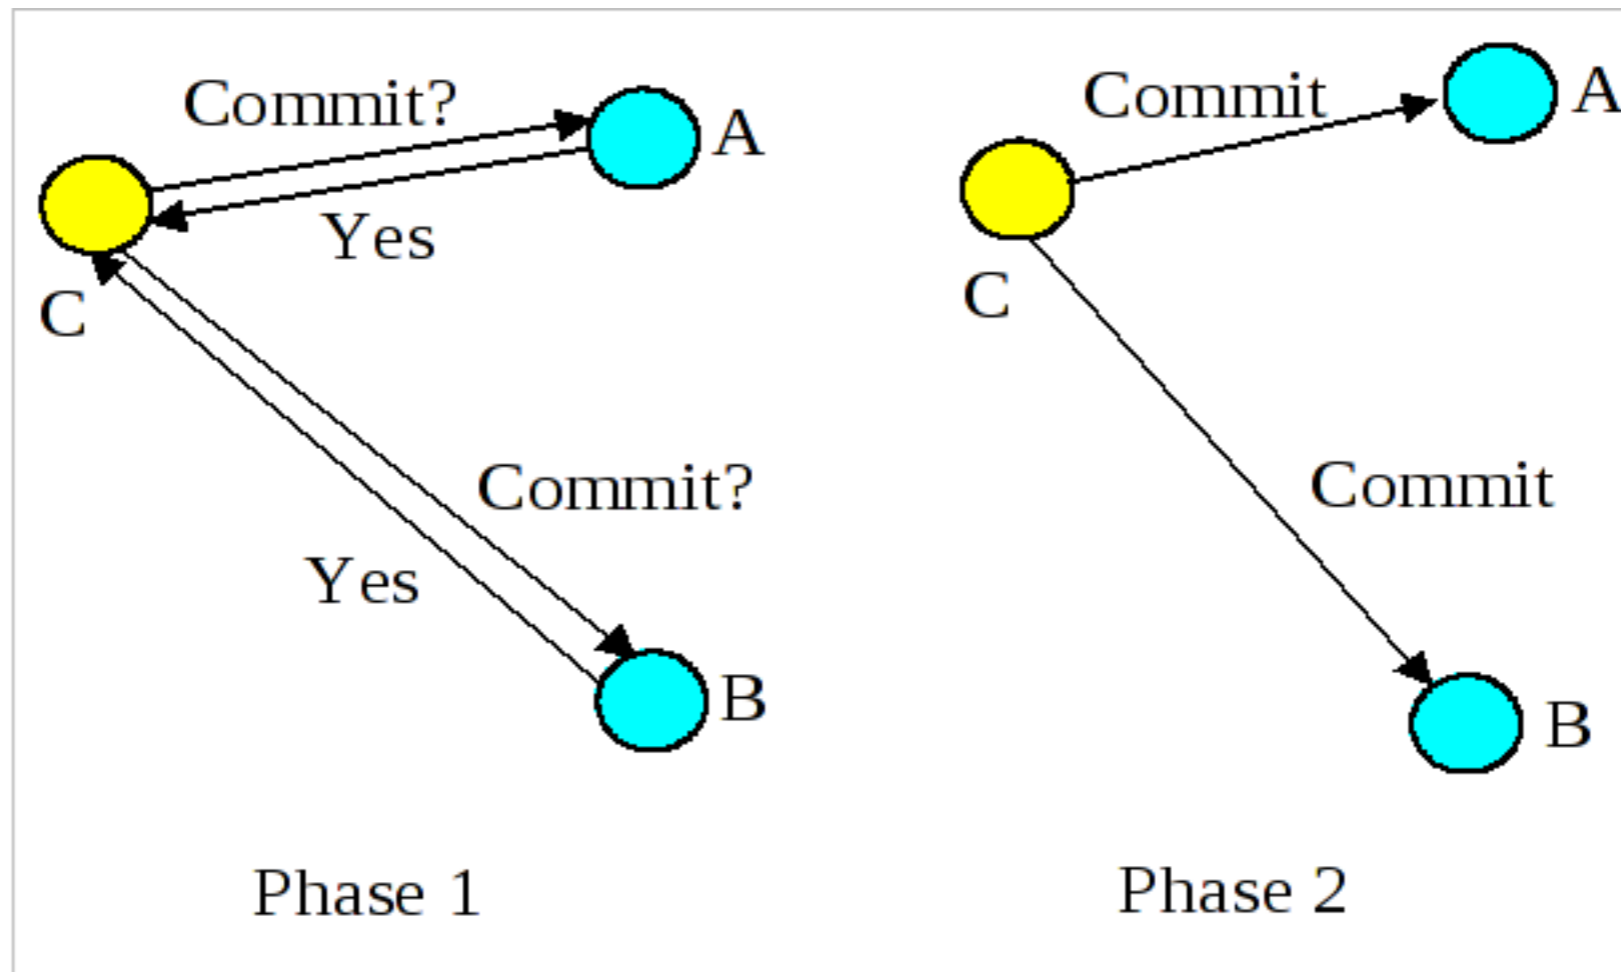 Commit?
A
Yes
C
Commit?
Yes
B
Phase 1
Commit
A
C
Commit
B
Phase 2